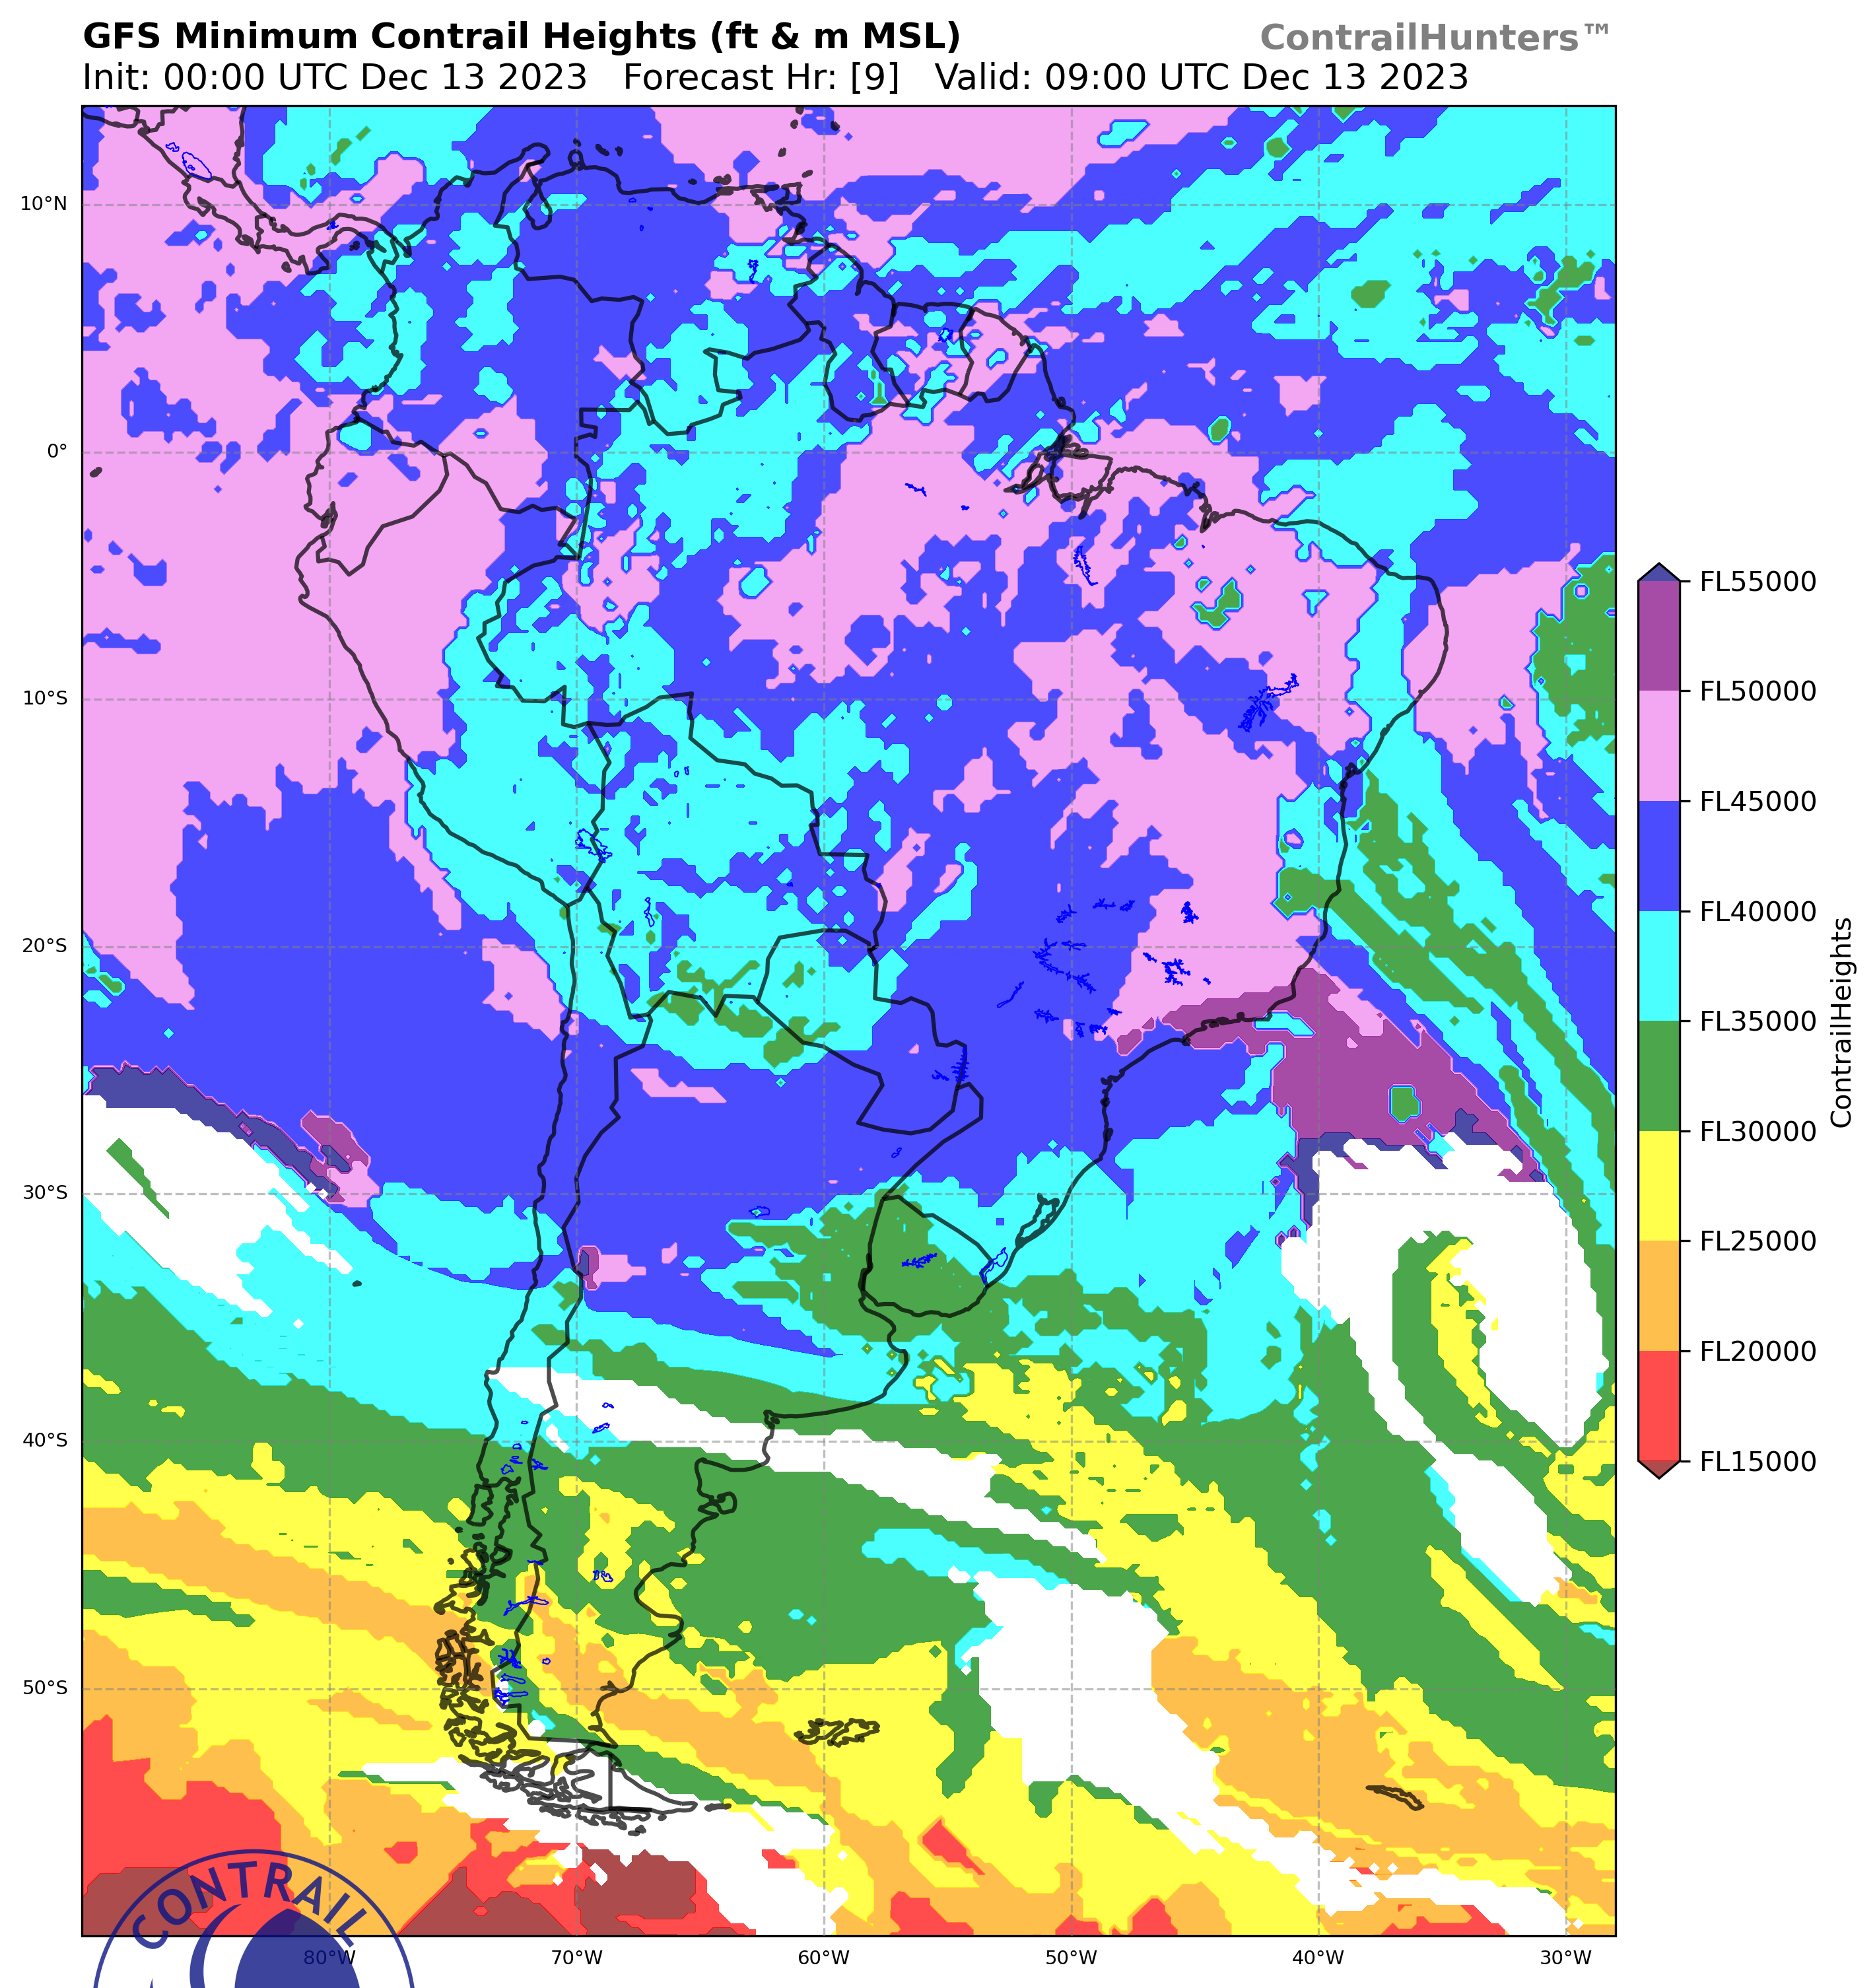 GFS Minimum Contrail Heights (ft & m MSL)
ContrailHunters™
Init: 00:00 UTC Dec 13 2023 Forecast Hr: [9] Valid: 09:00 UTC Dec 13 2023
10°N
0°
10°S
20°S
30°S
40°S
50°S
80°W
70°W
60°W
50°W
40°W
30°W
FL55000
FL50000
FL45000
FL40000
FL35000
FL30000
FL25000
FL20000
FL15000
ContrailHeights
CONTRAIL